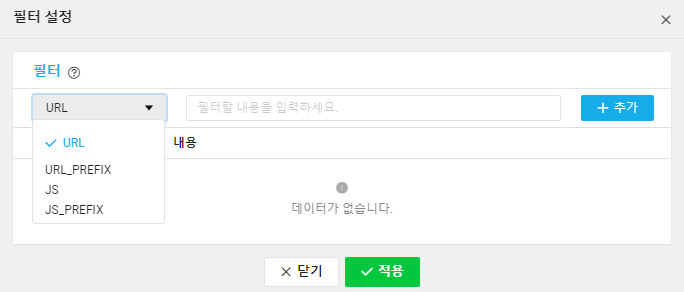 필터 설정
필터
URL
필터할 내용을 입력하세요.
추가
URL
내용
URL_PREFIX
JS
JS_PREFIX
데이터가 없습니다.
닫기
적용